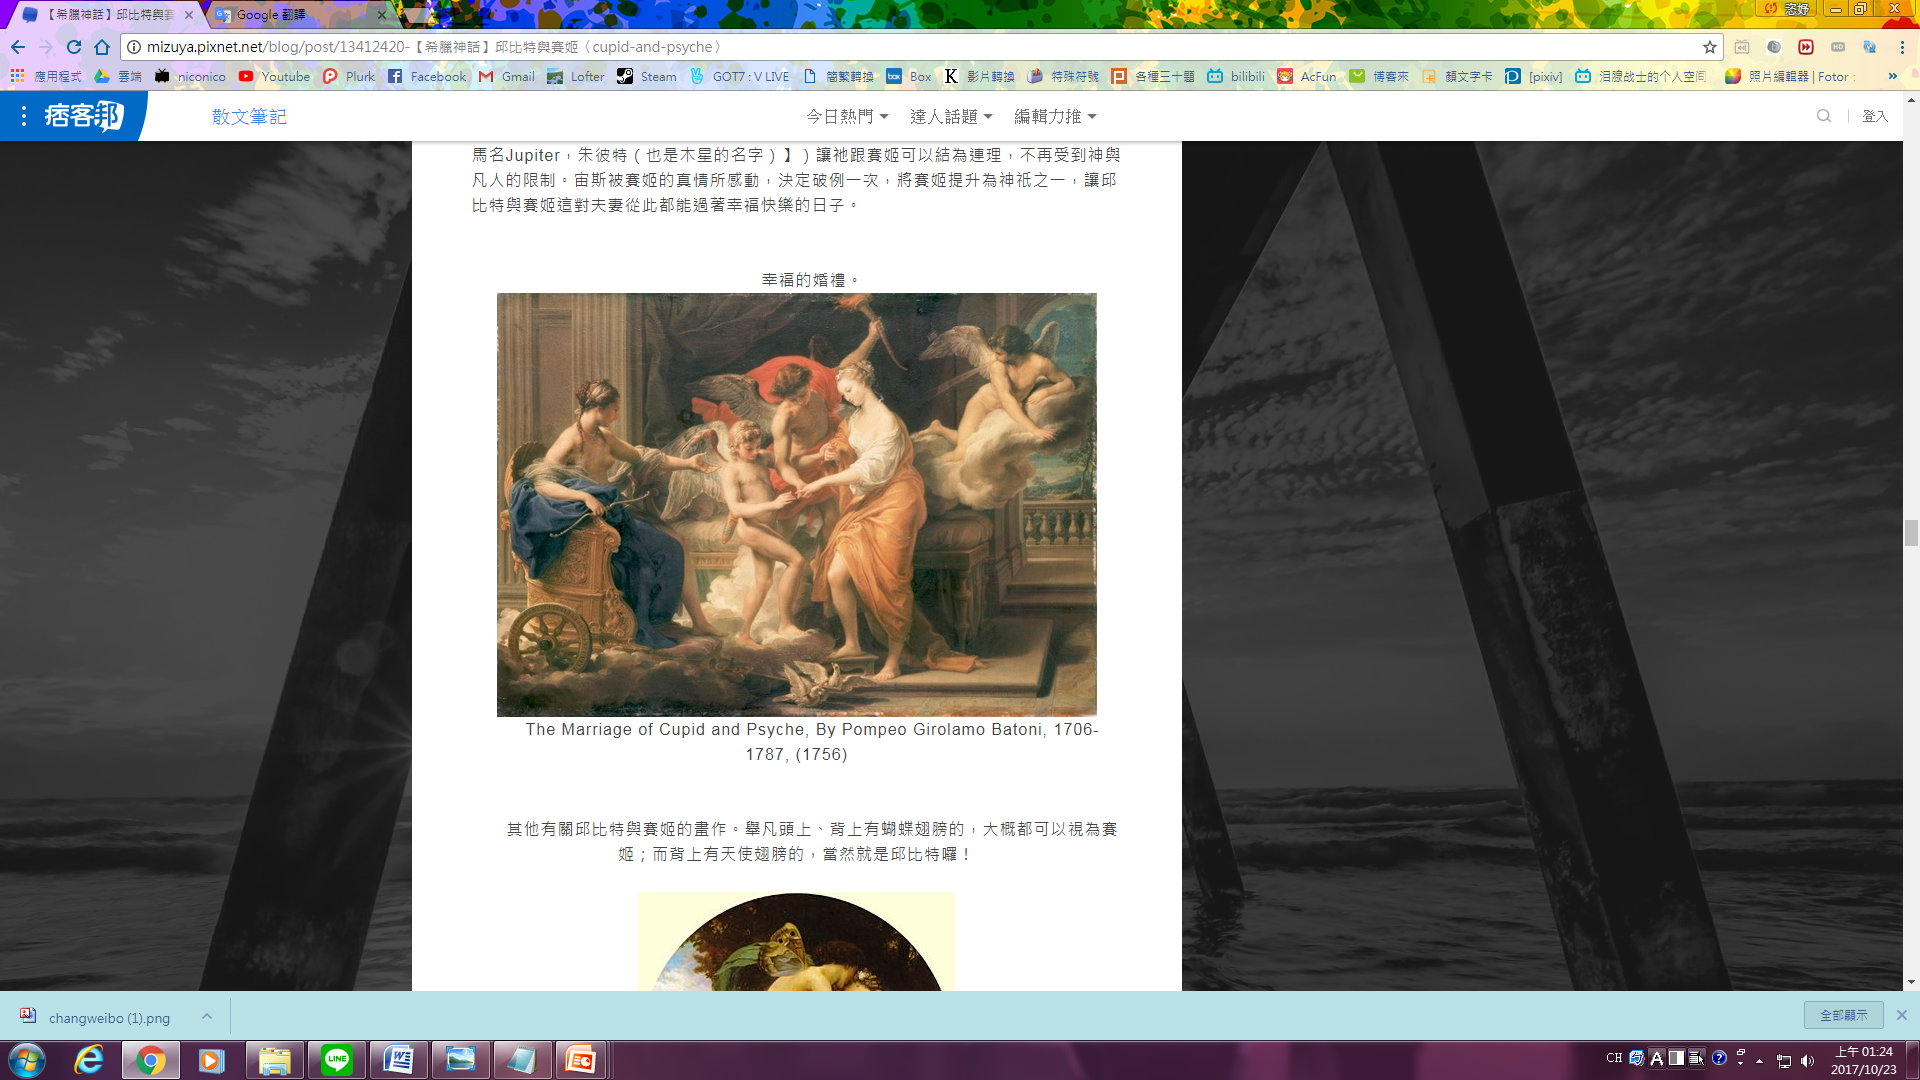 【希臘神話】邱比特與賽
Google 翻譯
恣妤
mizuya.pixnet.net/blog/post/13412420-【希臘神話】邱比特與賽姬〈cupid-and-psyche〉
應用程式 雲端 niconico Youtube Plurk Facebook Gmail Lofter Steam GOT7 : V LIVE 簡繁轉換 Box 影片轉換 特殊符號 各種三十題 bilibili AcFun 博客來 顏文字卡 [pixiv] 泪腺战士的个人空间 照片編輯器 | Fotor :
痞客邦 散文筆記 今日熱門 達人話題 編輯力推 登入
馬名Jupiter，朱彼特（也是木星的名字）】）讓祂跟賽姬可以結為連理，不再受到神與
凡人的限制。宙斯被賽姬的真情所感動，決定破例一次，將賽姬提升為神祇之一，讓邱
比特與賽姬這對夫妻從此都能過著幸福快樂的日子。
幸福的婚禮。
The Marriage of Cupid and Psyche, By Pompeo Girolamo Batoni, 1706-
1787, (1756)
其他有關邱比特與賽姬的畫作。舉凡頭上、背上有蝴蝶翅膀的，大概都可以視為賽
姬；而背上有天使翅膀的，當然就是邱比特囉！
changweibo (1).png
全部顯示
LINE
CH
上午 01:24
2017/10/23